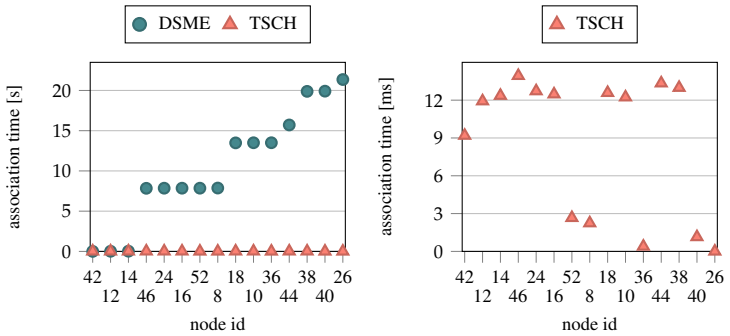 DSME TSCH
association time [s]
20
15
10
5
0
42 14 24 52 18 36 38 26
12 46 16 8 10 44 40
node id
TSCH
association time [ms]
12
9
6
3
0
42 14 24 52 18 36 38 26
12 46 16 8 10 44 40
node id